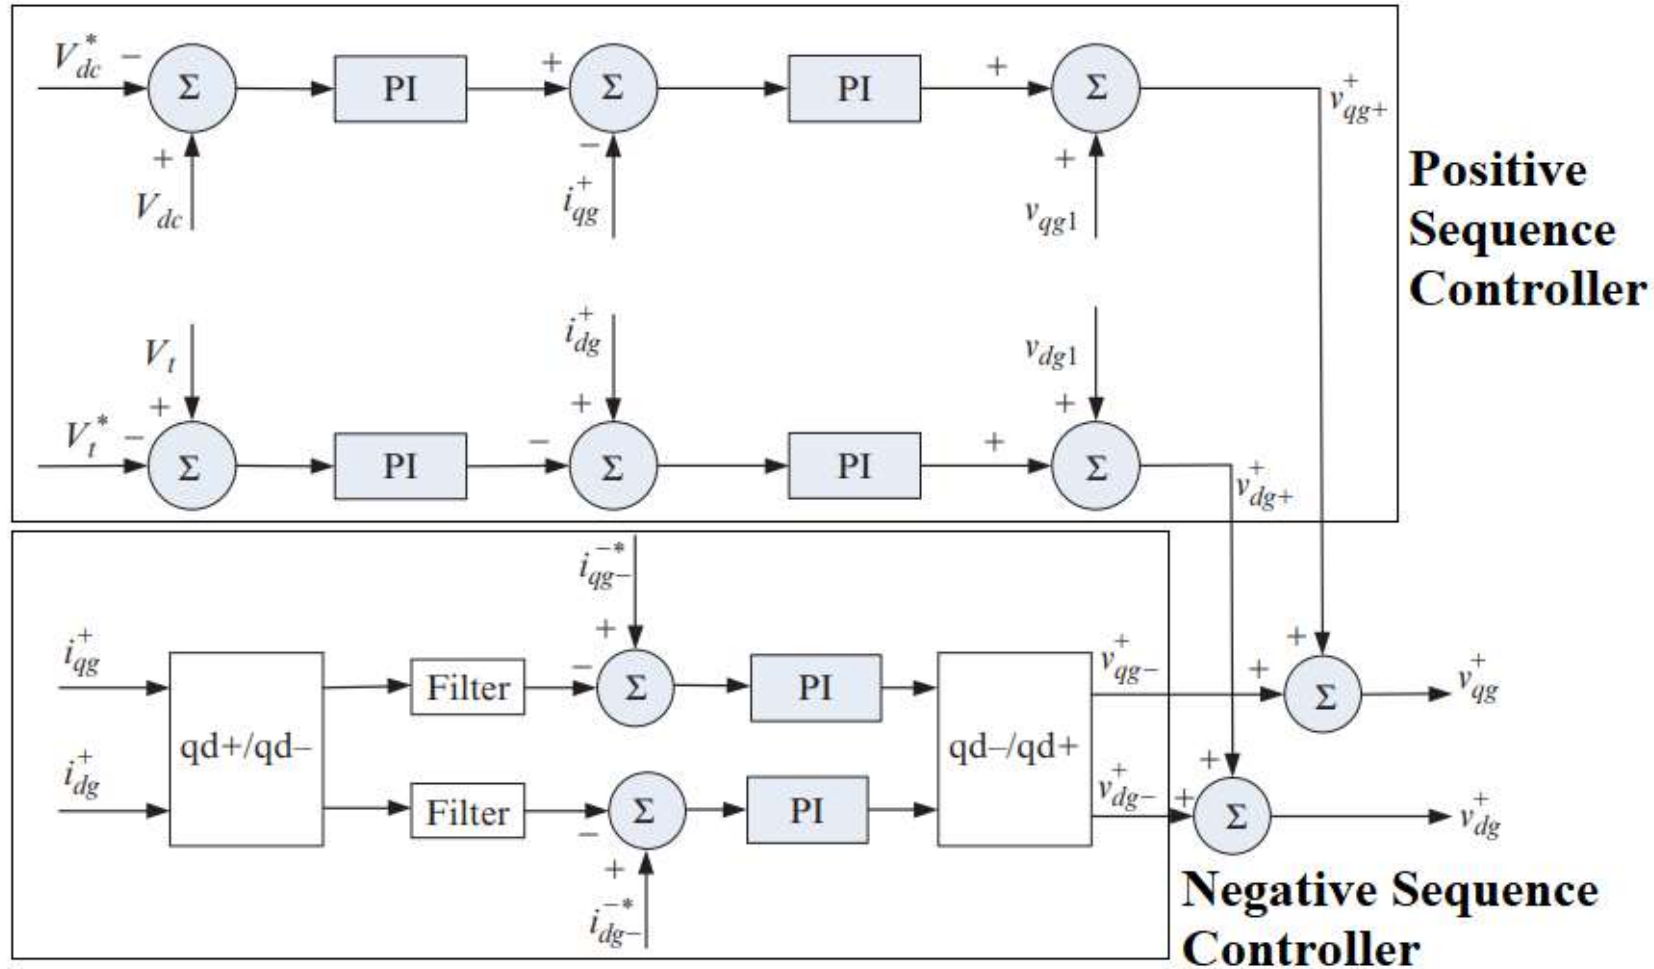 V*dc − Σ PI + Σ PI + Σ v+qg+
+ − +
Vdc i+qg vqg1
Positive
Sequence
Controller
Vt i+dg vdg1
+ + +
V*t − Σ PI − Σ PI + Σ v+dg+
i−*qg−
+ +
i+qg Filter − Σ PI v+qg− + Σ v+qg
qd+/qd− qd−/qd+
+
i+dg Filter − Σ PI v+dg− + Σ v+dg
+
i−*dg−
Negative Sequence
Controller